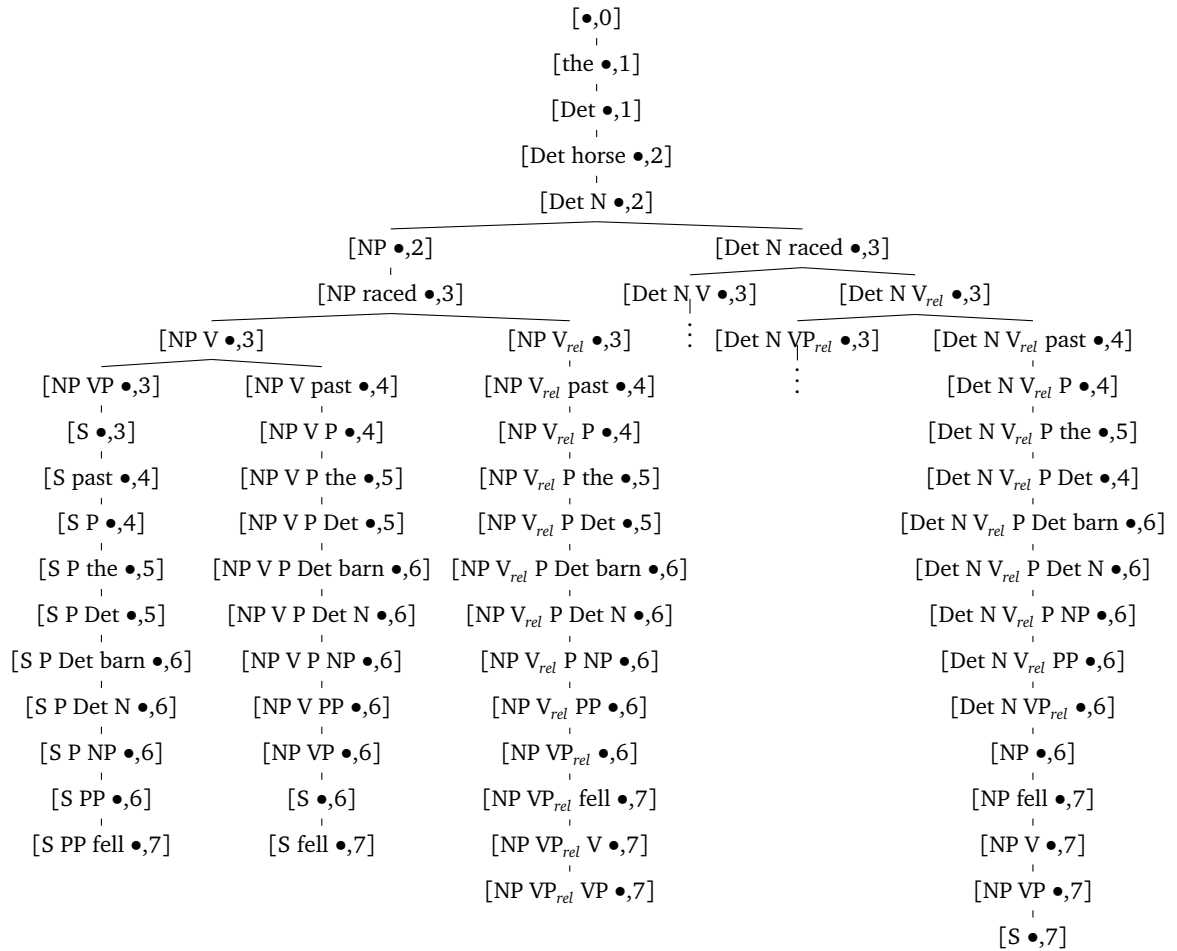 [•,0]
[the •,1]
[Det •,1]
[Det horse •,2]
[Det N •,2]
[NP •,2] [Det N raced •,3]
[NP raced •,3] [Det N V •,3] [Det N V_rel •,3]
[NP V •,3] [NP V_rel •,3] ⋮ [Det N VP_rel •,3] [Det N V_rel past •,4]
[NP VP •,3] [NP V past •,4] [NP V_rel past •,4] ⋮ [Det N V_rel P •,4]
[S •,3] [NP V P •,4] [NP V_rel P •,4] [Det N V_rel P the •,5]
[S past •,4] [NP V P the •,5] [NP V_rel P the •,5] [Det N V_rel P Det •,4]
[S P •,4] [NP V P Det •,5] [NP V_rel P Det •,5] [Det N V_rel P Det barn •,6]
[S P the •,5] [NP V P Det barn •,6] [NP V_rel P Det barn •,6] [Det N V_rel P Det N •,6]
[S P Det •,5] [NP V P Det N •,6] [NP V_rel P Det N •,6] [Det N V_rel P NP •,6]
[S P Det barn •,6] [NP V P NP •,6] [NP V_rel P NP •,6] [Det N V_rel PP •,6]
[S P Det N •,6] [NP V PP •,6] [NP V_rel PP •,6] [Det N VP_rel •,6]
[S P NP •,6] [NP VP •,6] [NP VP_rel •,6] [NP •,6]
[S PP •,6] [S •,6] [NP VP_rel fell •,7] [NP fell •,7]
[S PP fell •,7] [S fell •,7] [NP VP_rel V •,7] [NP V •,7]
[NP VP_rel VP •,7] [NP VP •,7]
[S •,7]